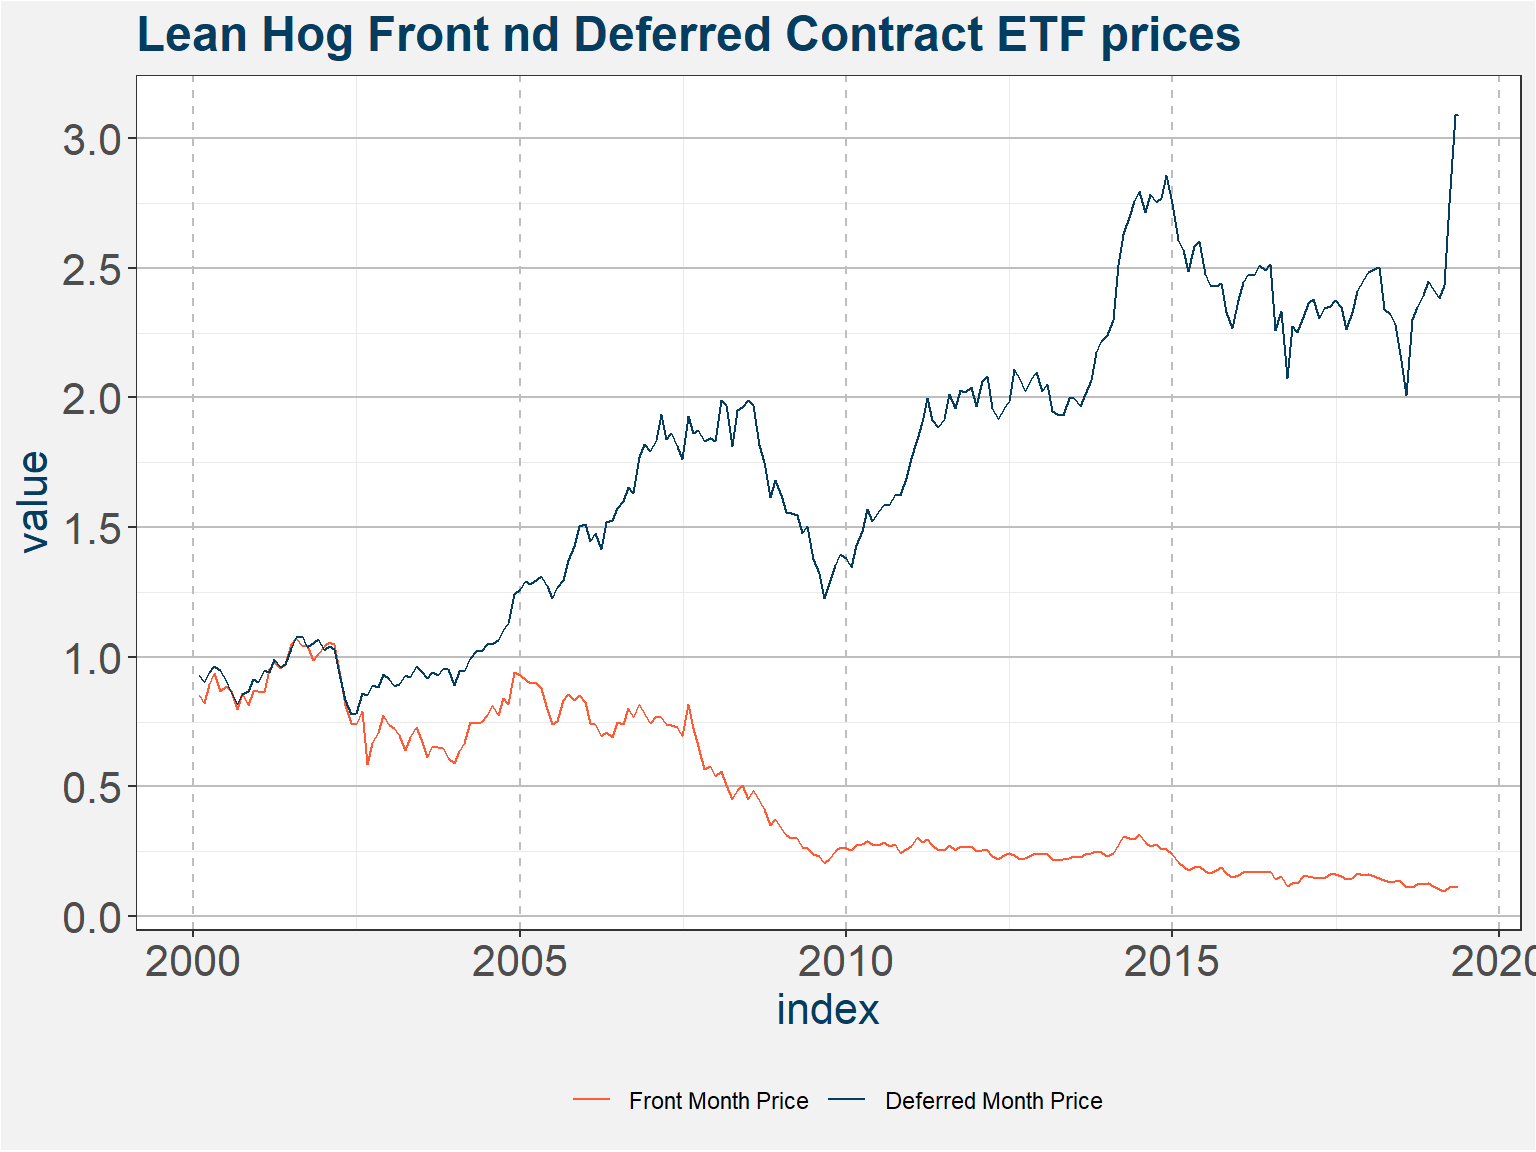 Lean Hog Front nd Deferred Contract ETF prices
value
3.0
2.5
2.0
1.5
1.0
0.5
0.0
2000 2005 2010 2015 2020
index
Front Month Price Deferred Month Price